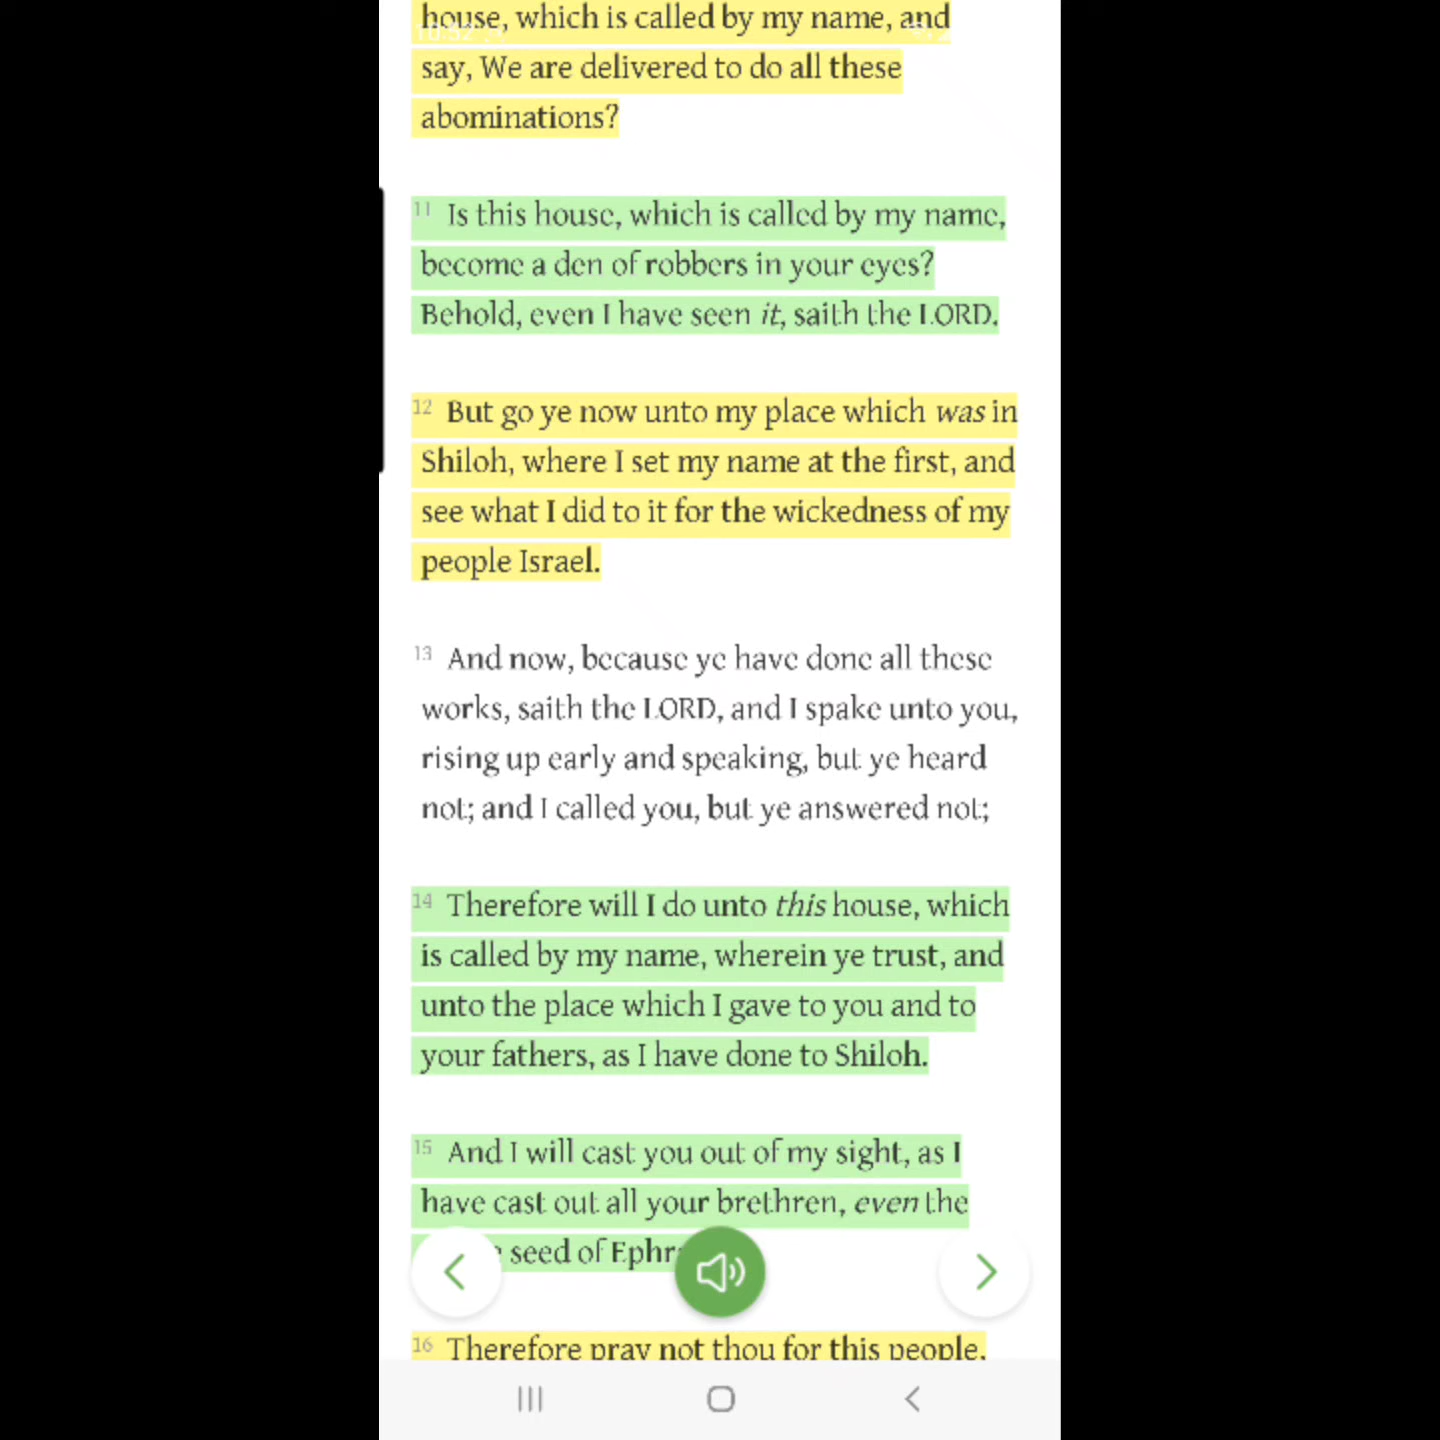 house, which is called by my name, and
say, We are delivered to do all these
abominations?
11 Is this house, which is called by my name,
become a den of robbers in your eyes?
Behold, even I have seen it, saith the LORD.
12 But go ye now unto my place which was in
Shiloh, where I set my name at the first, and
see what I did to it for the wickedness of my
people Israel.
13 And now, because ye have done all these
works, saith the LORD, and I spake unto you,
rising up early and speaking, but ye heard
not; and I called you, but ye answered not;
14 Therefore will I do unto this house, which
is called by my name, wherein ye trust, and
unto the place which I gave to you and to
your fathers, as I have done to Shiloh.
15 And I will cast you out of my sight, as I
have cast out all your brethren, even the
seed of
16 Therefore pray not thou for this people,